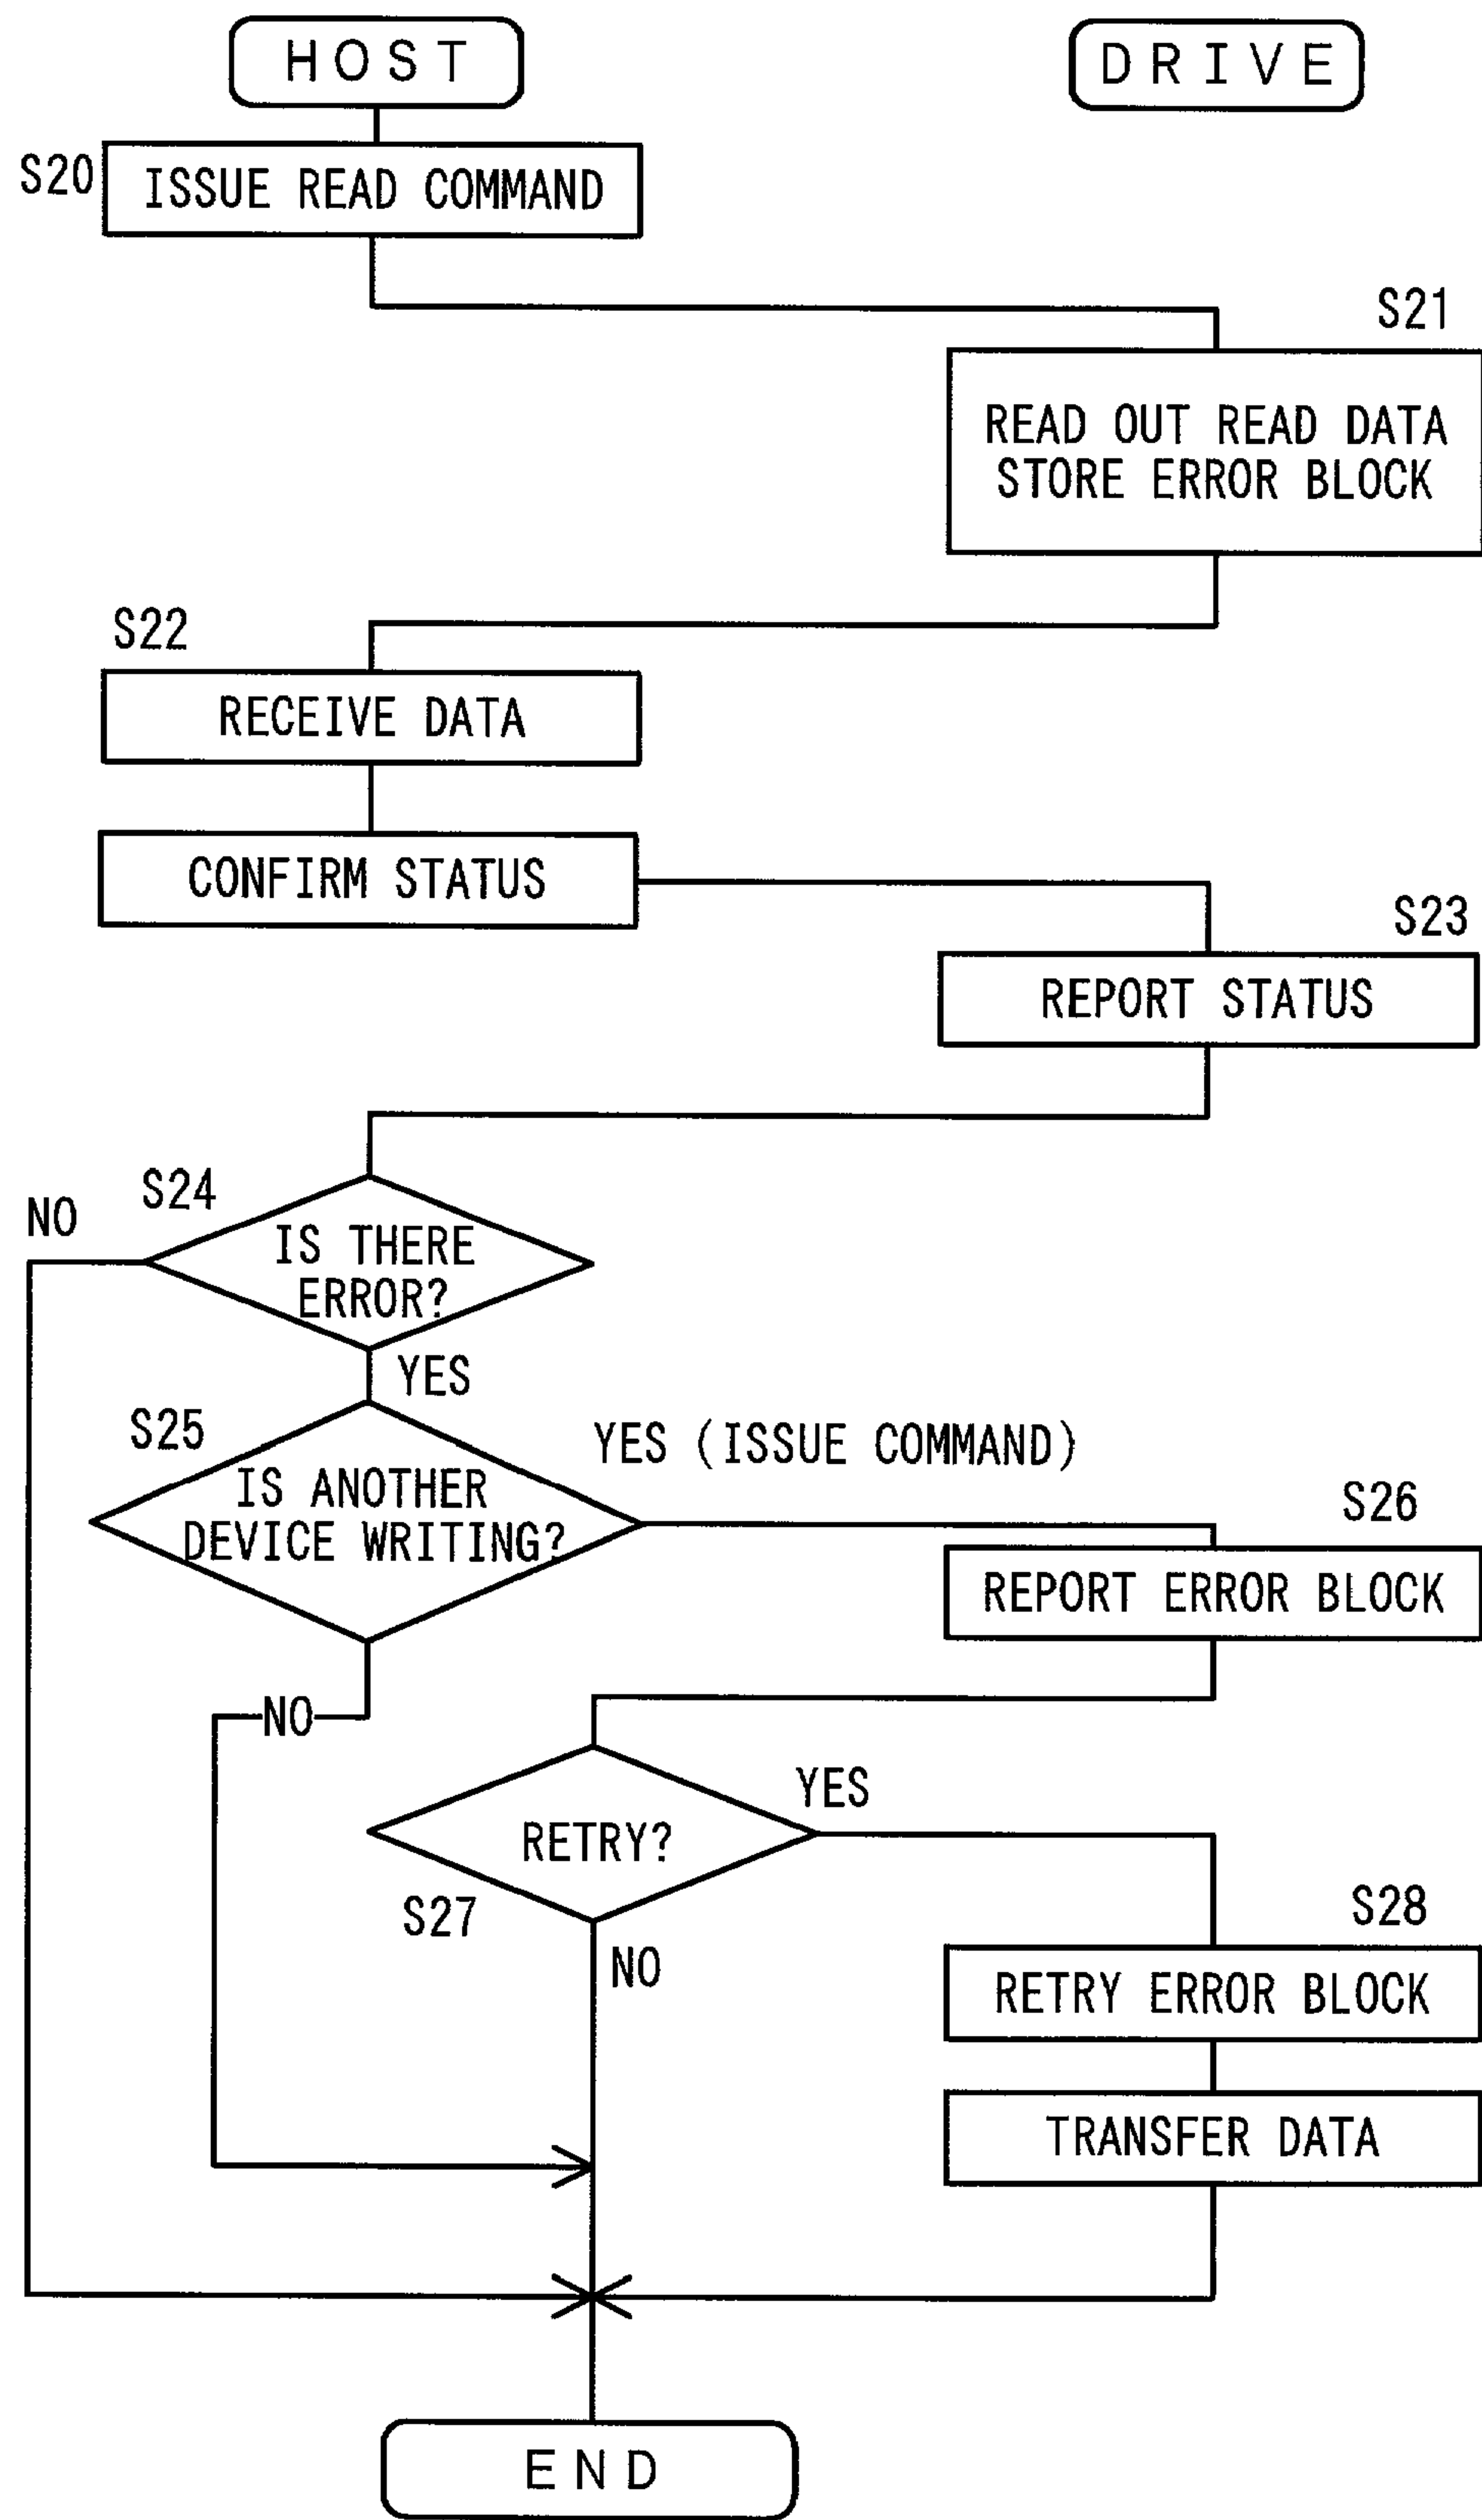 HOST
DRIVE
S20
ISSUE READ COMMAND
S21
READ OUT READ DATA
STORE ERROR BLOCK
S22
RECEIVE DATA
CONFIRM STATUS
S23
REPORT STATUS
S24
NO
IS THERE
ERROR?
YES
S25
YES (ISSUE COMMAND)
IS ANOTHER
DEVICE WRITING?
S26
REPORT ERROR BLOCK
NO
YES
RETRY?
S27
NO
S28
RETRY ERROR BLOCK
TRANSFER DATA
END